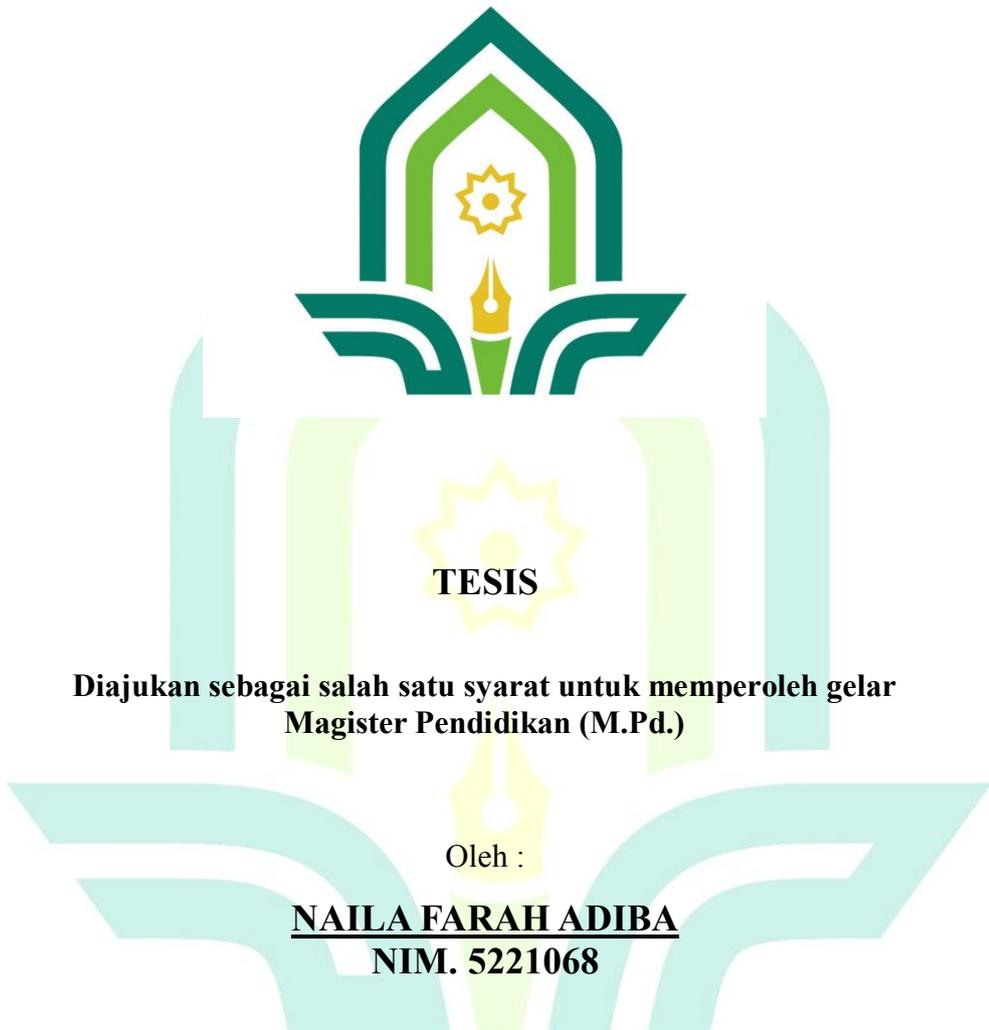 TESIS
Diajukan sebagai salah satu syarat untuk memperoleh gelar
Magister Pendidikan (M.Pd.)
Oleh :
NAILA FARAH ADIBA
NIM. 5221068